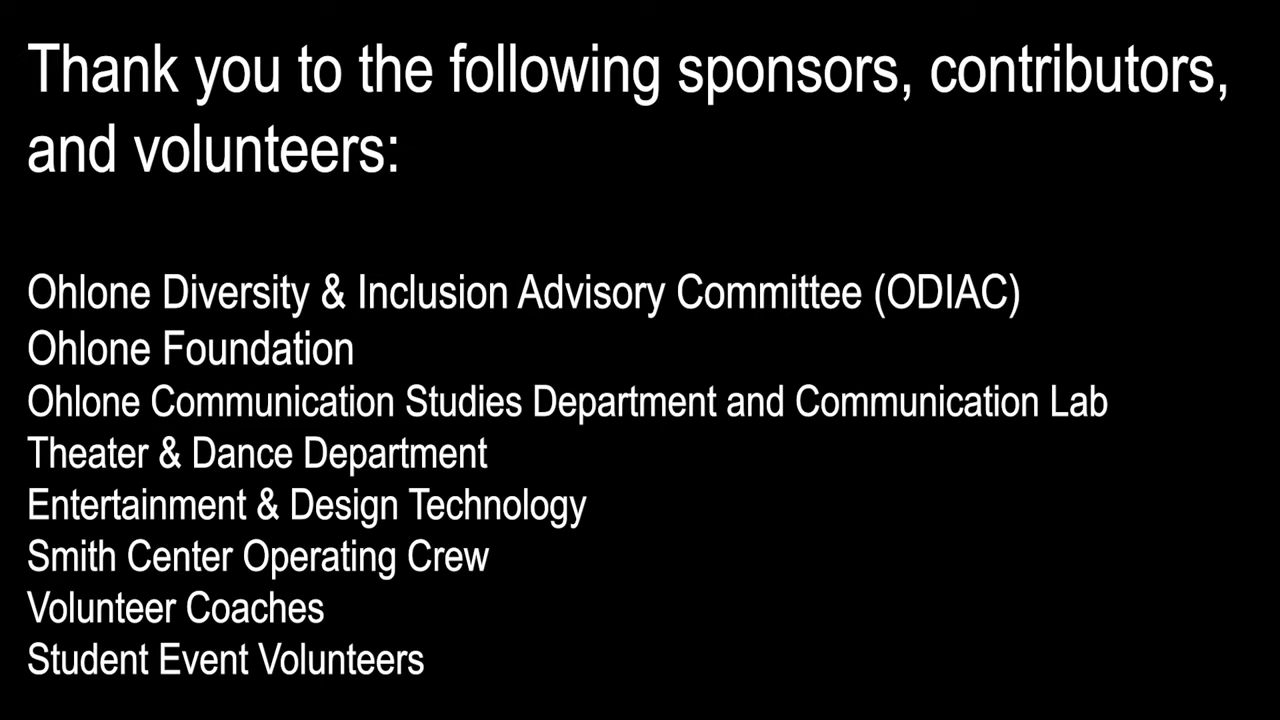 Thank you to the following sponsors, contributors,
and volunteers:
Ohlone Diversity & Inclusion Advisory Committee (ODIAC)
Ohlone Foundation
Ohlone Communication Studies Department and Communication Lab
Theater & Dance Department
Entertainment & Design Technology
Smith Center Operating Crew
Volunteer Coaches
Student Event Volunteers